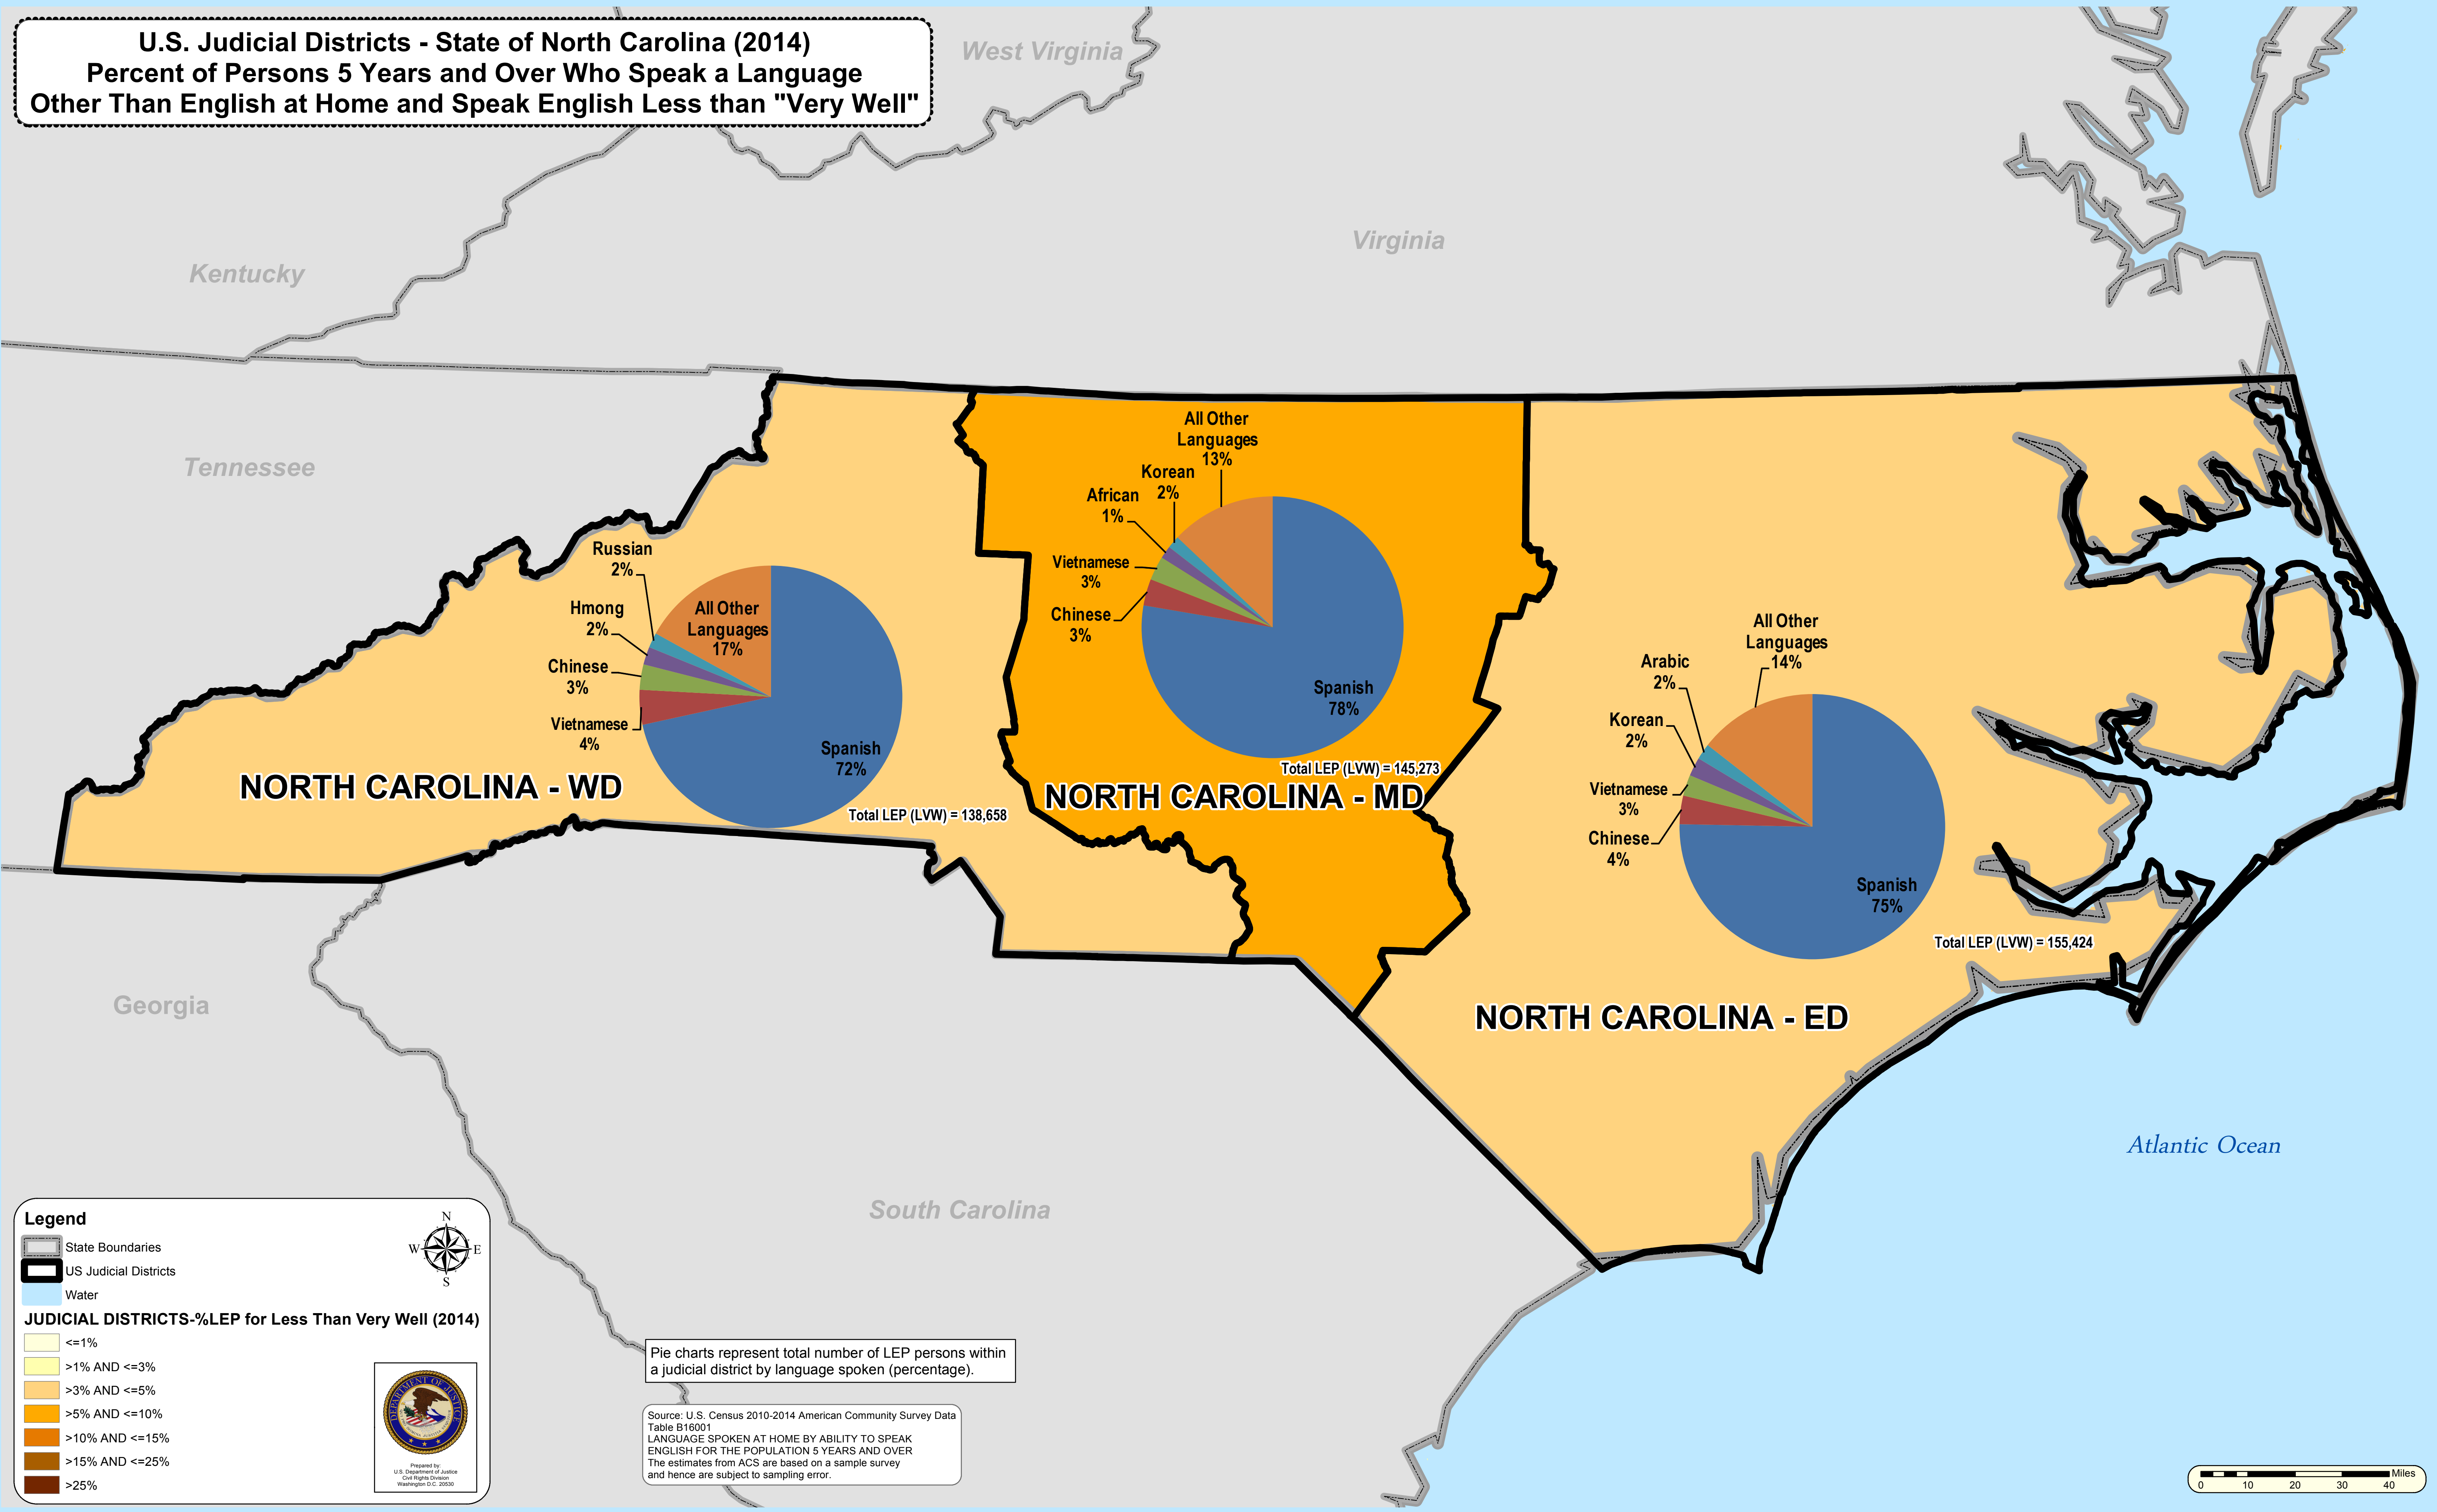 U.S. Judicial Districts - State of North Carolina (2014)
Percent of Persons 5 Years and Over Who Speak a Language
Other Than English at Home and Speak English Less than "Very Well"
West Virginia
Virginia
Kentucky
Tennessee
Georgia
South Carolina
Atlantic Ocean
Russian
2%
Hmong
2%
Chinese
3%
Vietnamese
4%
All Other
Languages
17%
Spanish
72%
NORTH CAROLINA - WD
Total LEP (LVW) = 138,658
All Other
Languages
13%
Korean
2%
African
1%
Vietnamese
3%
Chinese
3%
Spanish
78%
Total LEP (LVW) = 145,273
NORTH CAROLINA - MD
All Other
Languages
14%
Arabic
2%
Korean
2%
Vietnamese
3%
Chinese
4%
Spanish
75%
Total LEP (LVW) = 155,424
NORTH CAROLINA - ED
Legend
State Boundaries
US Judicial Districts
Water
N
W
E
S
JUDICIAL DISTRICTS-%LEP for Less Than Very Well (2014)
<=1%
>1% AND <=3%
>3% AND <=5%
>5% AND <=10%
>10% AND <=15%
>15% AND <=25%
>25%
DEPARTMENT OF JUSTICE
Prepared by:
U.S. Department of Justice
Civil Rights Division
Washington D.C. 20530
Pie charts represent total number of LEP persons within
a judicial district by language spoken (percentage).
Source: U.S. Census 2010-2014 American Community Survey Data
Table B16001
LANGUAGE SPOKEN AT HOME BY ABILITY TO SPEAK
ENGLISH FOR THE POPULATION 5 YEARS AND OVER
The estimates from ACS are based on a sample survey
and hence are subject to sampling error.
Miles
0 10 20 30 40